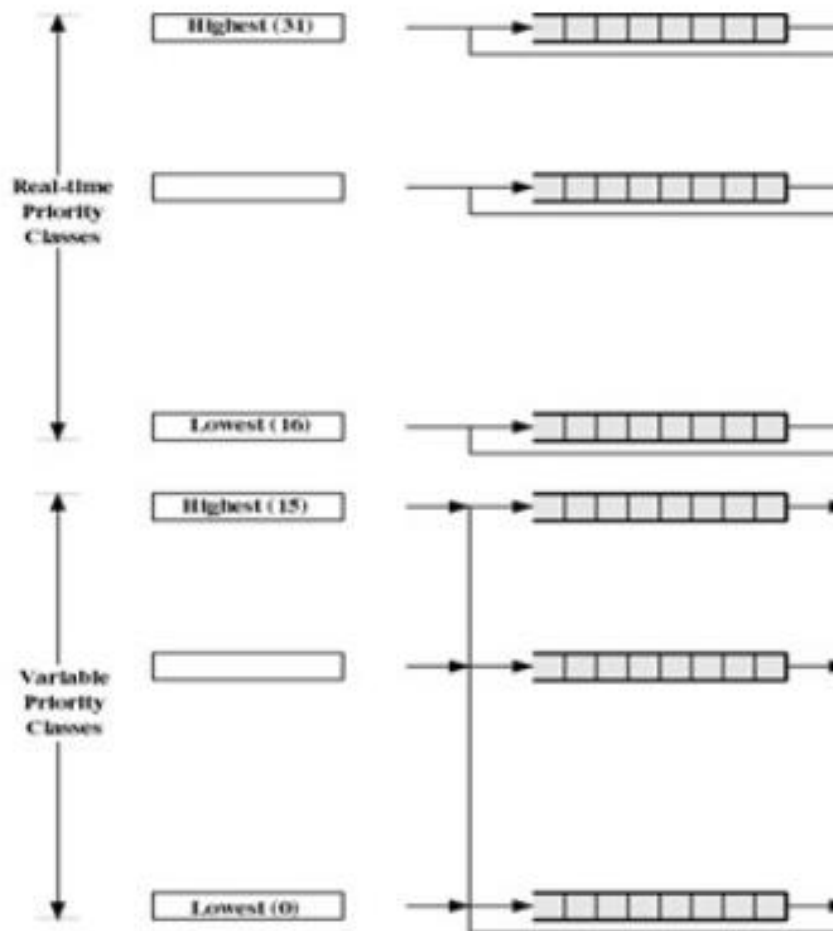 Highest (31)
Real-time
Priority
Classes
Lowest (16)
Highest (15)
Variable
Priority
Classes
Lowest (0)